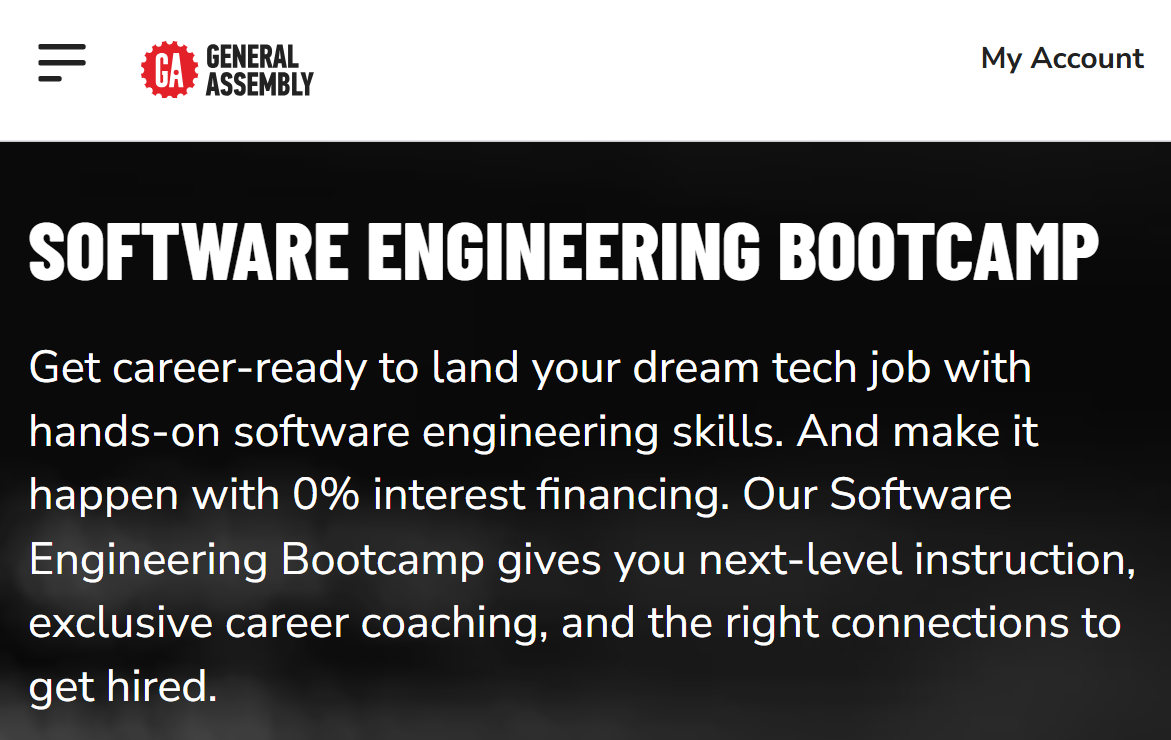 GA GENERAL ASSEMBLY
My Account
SOFTWARE ENGINEERING BOOTCAMP
Get career-ready to land your dream tech job with
hands-on software engineering skills. And make it
happen with 0% interest financing. Our Software
Engineering Bootcamp gives you next-level instruction,
exclusive career coaching, and the right connections to
get hired.